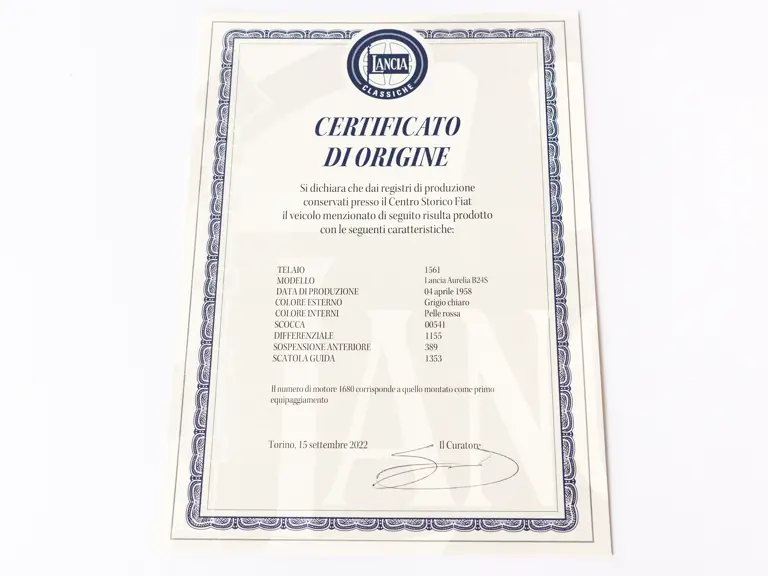 LANCIA
CLASSICHE
CERTIFICATO
DI ORIGINE
Si dichiara che dai registri di produzione
conservati presso il Centro Storico Fiat
il veicolo menzionato di seguito risulta prodotto
con le seguenti caratteristiche:
TELAIO 1561
MODELLO Lancia Aurelia B24S
DATA DI PRODUZIONE 04 aprile 1958
COLORE ESTERNO Grigio chiaro
COLORE INTERNI Pelle rossa
SCOCCA 00541
DIFFERENZIALE 1155
SOSPENSIONE ANTERIORE 389
SCATOLA GUIDA 1353
Il numero di motore 1680 corrisponde a quello montato come primo
equipaggiamento
Torino, 15 settembre 2022 Il Curatore